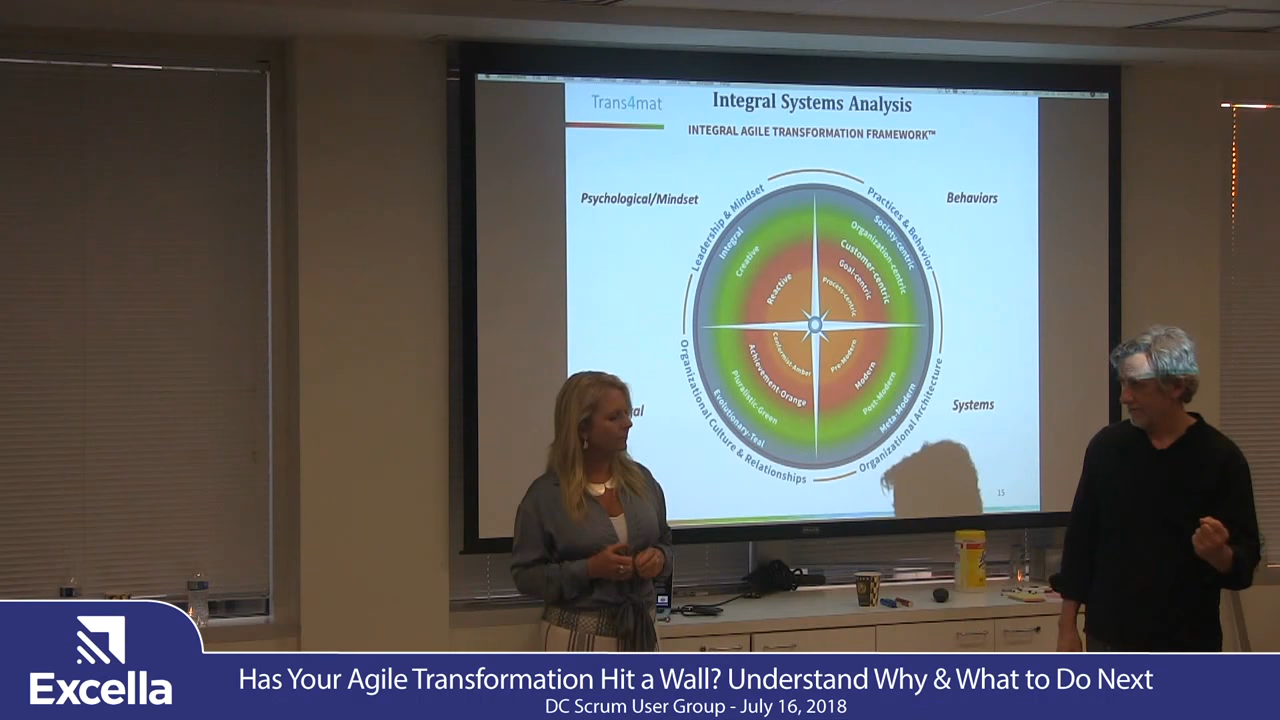 Trans4mat
Integral Systems Analysis
INTEGRAL AGILE TRANSFORMATION FRAMEWORK™
Psychological/Mindset
Behaviors
Leadership & Mindset
Practices & Behavior
Integral
Creative
Reactive
Society-centric
Organization-centric
Customer-centric
Goal-centric
Process-centric
Conformist-Amber
Achievement-Orange
Pluralistic-Green
Evolutionary-Teal
Pre-Modern
Modern
Post-Modern
Meta-Modern
Organizational Culture & Relationships
Organizational Architecture
Systems
15
Excella
Has Your Agile Transformation Hit a Wall? Understand Why & What to Do Next
DC Scrum User Group - July 16, 2018